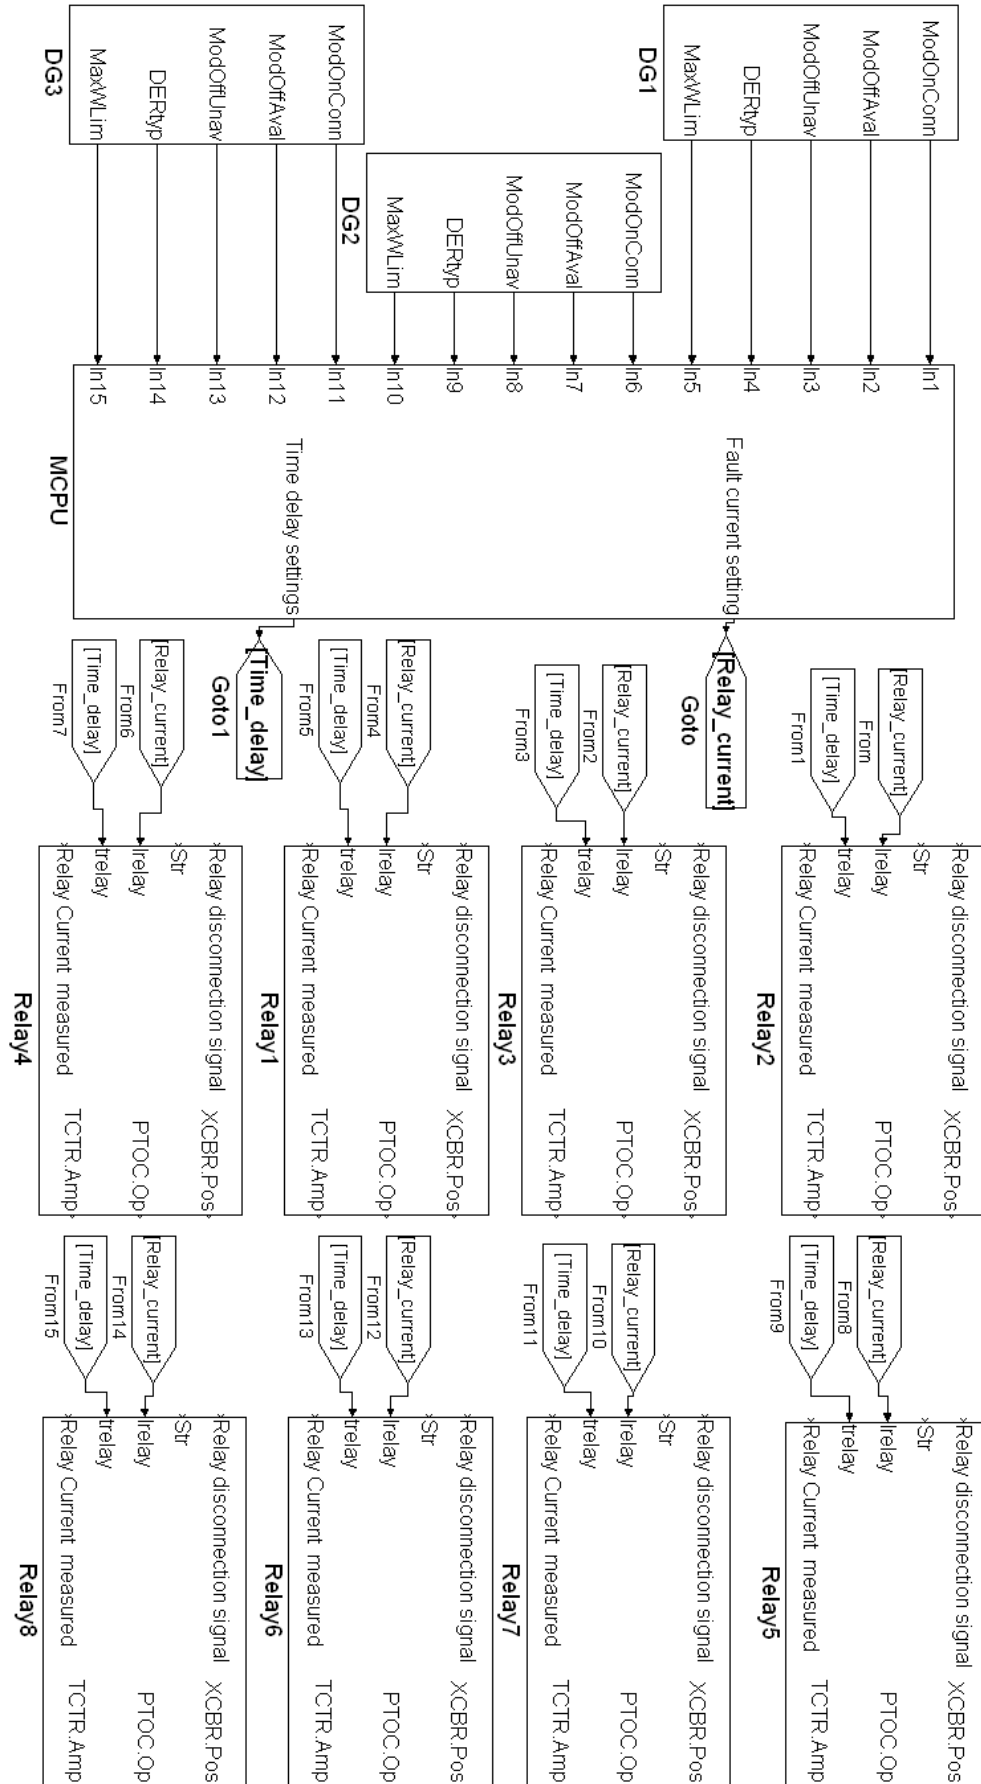 ModOnConn
ModOffAval
ModOffUnav
DERtyp
MaxWLim
DG1
ModOnConn
ModOffAval
ModOffUnav
DERtyp
MaxWLim
DG2
ModOnConn
ModOffAval
ModOffUnav
DERtyp
MaxWLim
DG3
In1
In2
In3
In4
In5
In6
In7
In8
In9
In10
In11
In12
In13
In14
In15
Fault current setting
Time delay settings
MCPU
[Relay_current]
Goto
[Time_delay]
Goto1
[Relay_current]
From
[Time_delay]
From1
Relay disconnection signal
Str
Irelay
trelay
Relay Current measured
XCBR.Pos
PTOC.Op
TCTR.Amp
Relay2
[Relay_current]
From2
[Time_delay]
From3
Relay disconnection signal
Str
Irelay
trelay
Relay Current measured
XCBR.Pos
PTOC.Op
TCTR.Amp
Relay3
[Relay_current]
From4
[Time_delay]
From5
Relay disconnection signal
Str
Irelay
trelay
Relay Current measured
XCBR.Pos
PTOC.Op
TCTR.Amp
Relay1
[Relay_current]
From6
[Time_delay]
From7
Relay disconnection signal
Str
Irelay
trelay
Relay Current measured
XCBR.Pos
PTOC.Op
TCTR.Amp
Relay4
[Relay_current]
From8
[Time_delay]
From9
Relay disconnection signal
Str
Irelay
trelay
Relay Current measured
XCBR.Pos
PTOC.Op
TCTR.Amp
Relay5
[Relay_current]
From10
[Time_delay]
From11
Relay disconnection signal
Str
Irelay
trelay
Relay Current measured
XCBR.Pos
PTOC.Op
TCTR.Amp
Relay7
[Relay_current]
From12
[Time_delay]
From13
Relay disconnection signal
Str
Irelay
trelay
Relay Current measured
XCBR.Pos
PTOC.Op
TCTR.Amp
Relay6
[Relay_current]
From14
[Time_delay]
From15
Relay disconnection signal
Str
Irelay
trelay
Relay Current measured
XCBR.Pos
PTOC.Op
TCTR.Amp
Relay8